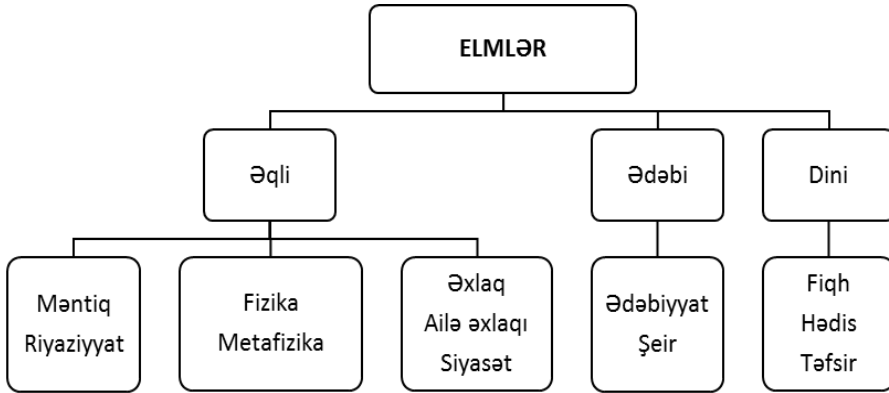 ELMLƏR
Əqli
Ədəbi
Dini
Məntiq
Riyaziyyat
Fizika
Metafizika
Əxlaq
Ailə əxlaqı
Siyasət
Ədəbiyyat
Şeir
Fiqh
Hədis
Təfsir